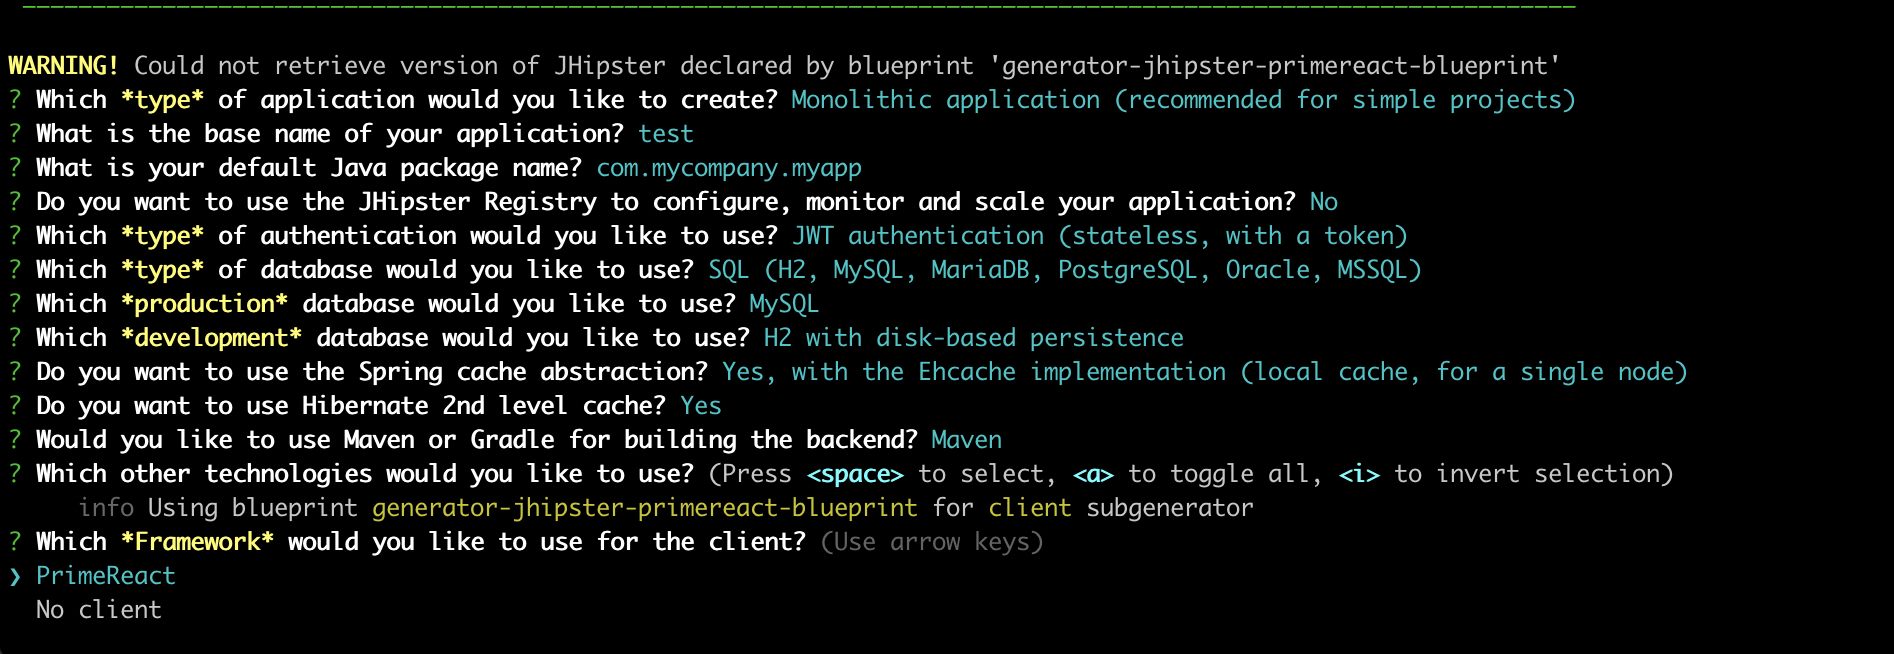 WARNING! Could not retrieve version of JHipster declared by blueprint 'generator-jhipster-primereact-blueprint'
? Which *type* of application would you like to create? Monolithic application (recommended for simple projects)
? What is the base name of your application? test
? What is your default Java package name? com.mycompany.myapp
? Do you want to use the JHipster Registry to configure, monitor and scale your application? No
? Which *type* of authentication would you like to use? JWT authentication (stateless, with a token)
? Which *type* of database would you like to use? SQL (H2, MySQL, MariaDB, PostgreSQL, Oracle, MSSQL)
? Which *production* database would you like to use? MySQL
? Which *development* database would you like to use? H2 with disk-based persistence
? Do you want to use the Spring cache abstraction? Yes, with the Ehcache implementation (local cache, for a single node)
? Do you want to use Hibernate 2nd level cache? Yes
? Would you like to use Maven or Gradle for building the backend? Maven
? Which other technologies would you like to use? (Press <space> to select, <a> to toggle all, <i> to invert selection)
info Using blueprint generator-jhipster-primereact-blueprint for client subgenerator
? Which *Framework* would you like to use for the client? (Use arrow keys)
❯ PrimeReact
No client